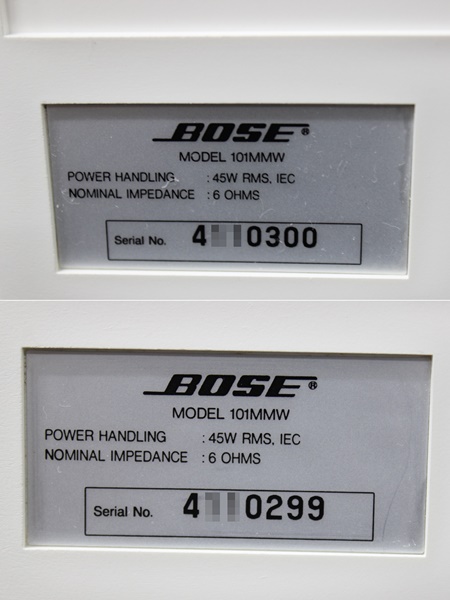 BOSE®
MODEL 101MMW
POWER HANDLING : 45W RMS, IEC
NOMINAL IMPEDANCE : 6 OHMS
Serial No. 4 0300
BOSE®
MODEL 101MMW
POWER HANDLING : 45W RMS, IEC
NOMINAL IMPEDANCE : 6 OHMS
Serial No. 4 0299